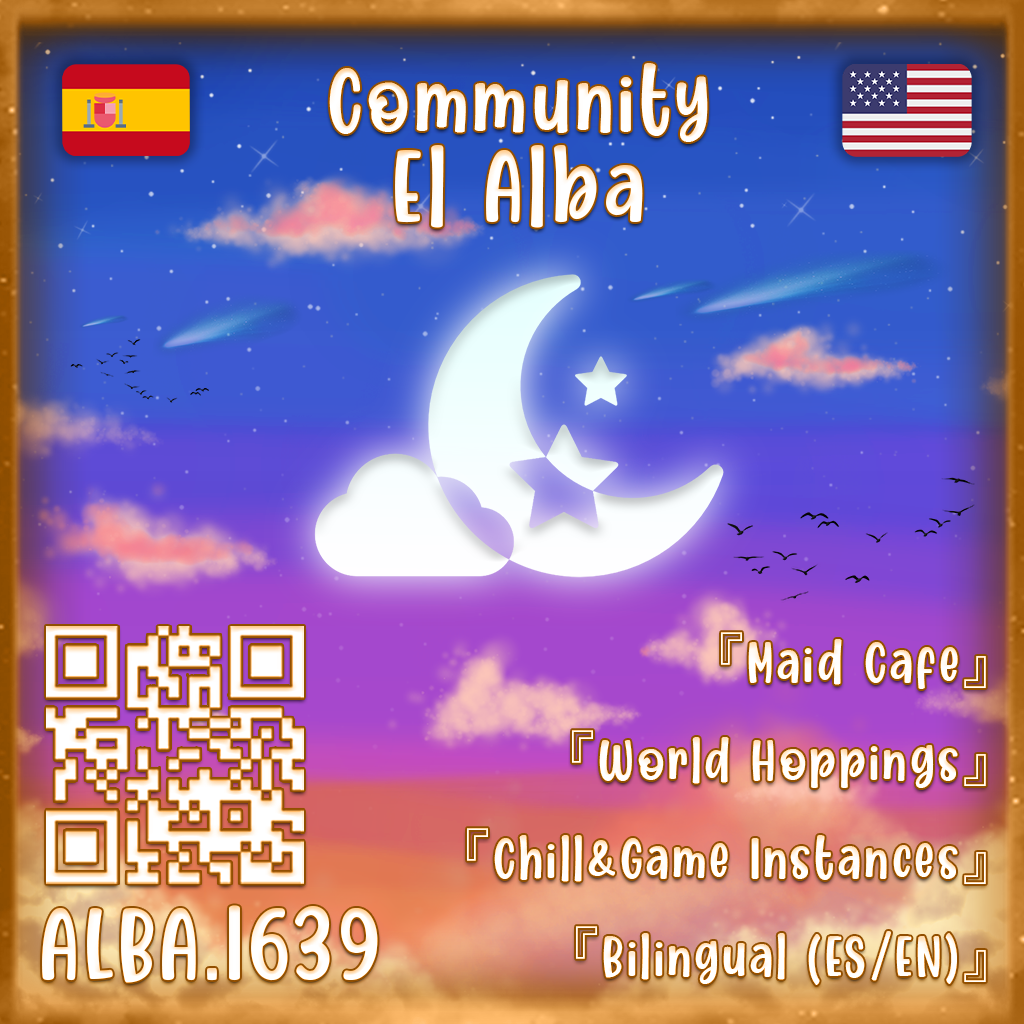 Community
El Alba
『Maid Cafe』
『World Hoppings』
『Chill&Game Instances』
『Bilingual (ES/EN)』
ALBA.1639